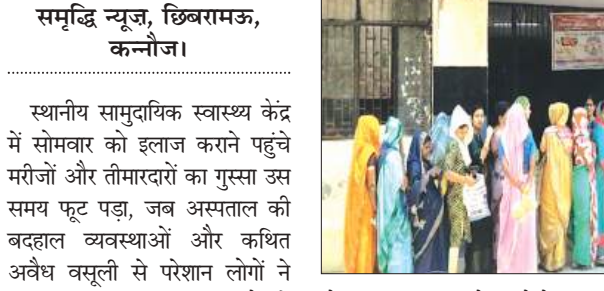 समृद्धि न्यूज़, छिबरामऊ,
कन्नौज।
स्थानीय सामुदायिक स्वास्थ्य केंद्र
में सोमवार को इलाज कराने पहुंचे
मरीजों और तीमारदारों का गुस्सा उस
समय फूट पड़ा, जब अस्पताल की
बदहाल व्यवस्थाओं और कथित
अवैध वसूली से परेशान लोगों ने